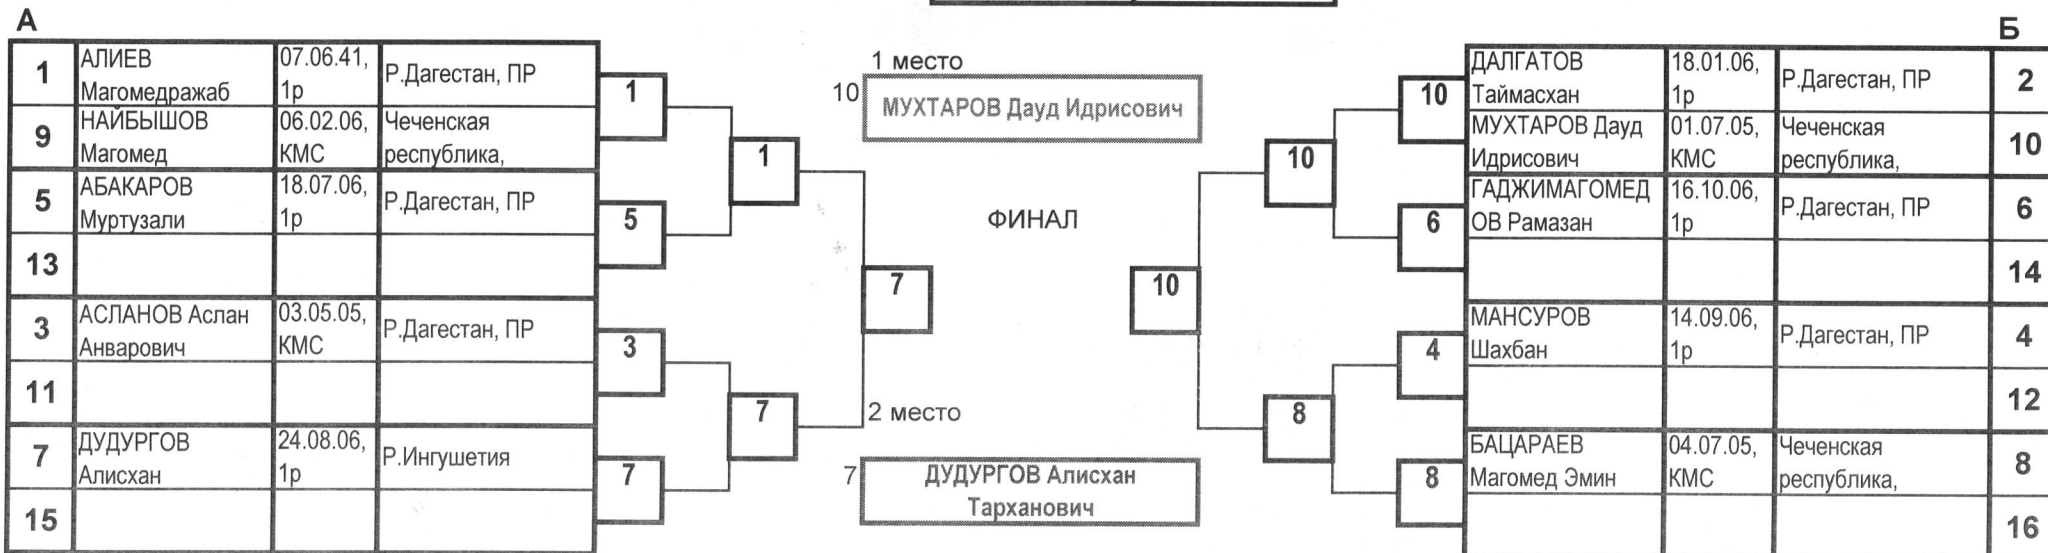 А
Б
1
АЛИЕВ
Магомедражаб
07.06.41,
1р
Р.Дагестан, ПР
9
НАЙБЫШОВ
Магомед
06.02.06,
КМС
Чеченская
республика,
5
АБАКАРОВ
Муртузали
18.07.06,
1р
Р.Дагестан, ПР
13
3
АСЛАНОВ Аслан
Анварович
03.05.05,
КМС
Р.Дагестан, ПР
11
7
ДУДУРГОВ
Алисхан
24.08.06,
1р
Р.Ингушетия
15
1
5
3
7
1
7
7
1 место
10
МУХТАРОВ Дауд Идрисович
ФИНАЛ
2 место
7
ДУДУРГОВ Алисхан
Тарханович
10
10
8
10
6
4
8
ДАЛГАТОВ
Таймасхан
18.01.06,
1р
Р.Дагестан, ПР
2
МУХТАРОВ Дауд
Идрисович
01.07.05,
КМС
Чеченская
республика,
10
ГАДЖИМАГОМЕД
ОВ Рамазан
16.10.06,
1р
Р.Дагестан, ПР
6
14
МАНСУРОВ
Шахбан
14.09.06,
1р
Р.Дагестан, ПР
4
12
БАЦАРАЕВ
Магомед Эмин
04.07.05,
КМС
Чеченская
республика,
8
16